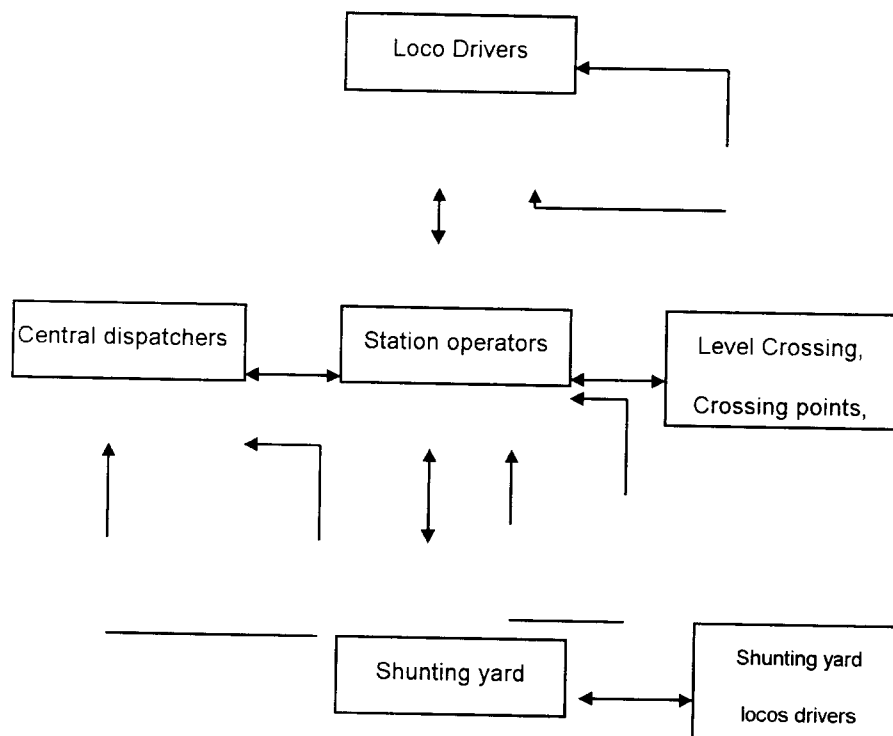 Loco Drivers
Central dispatchers
Station operators
Level Crossing,
Crossing points,
Shunting yard
Shunting yard
locos drivers